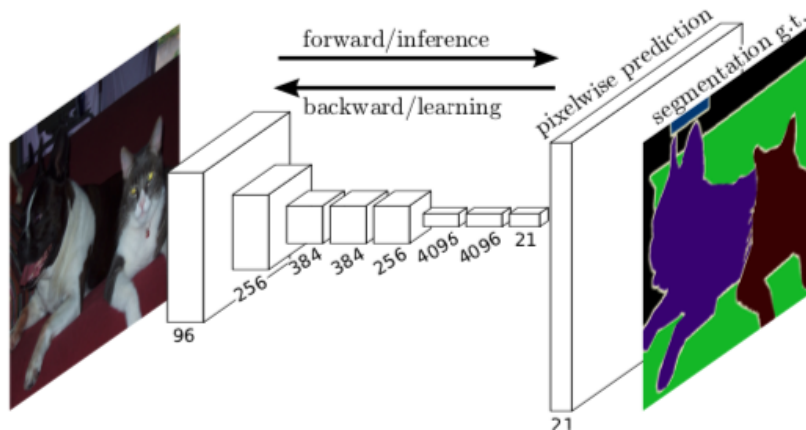 forward/inference
backward/learning
pixelwise prediction
segmentation g.t.
96
256
384
384
256
4096
4096
21
21